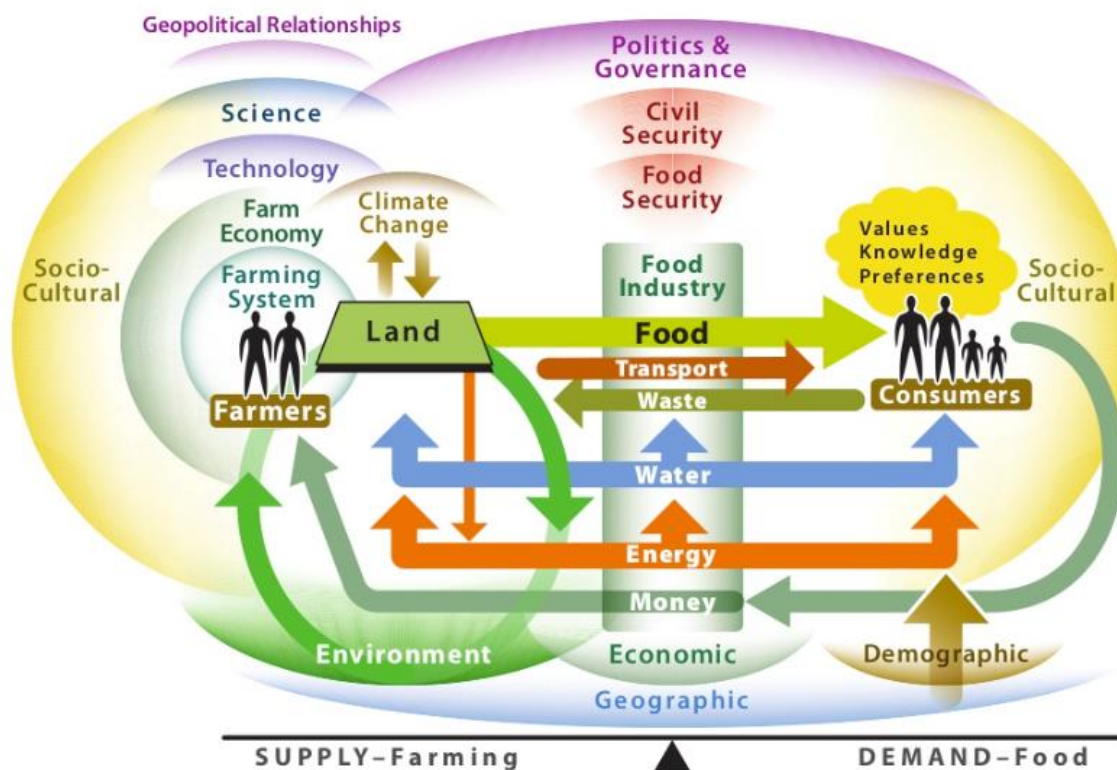 Geopolitical Relationships
Politics &
Governance
Science
Civil
Security
Technology
Food
Security
Climate
Change
Farm
Economy
Values
Knowledge
Preferences
Socio-
Cultural
Farming
System
Food
Industry
Socio-
Cultural
Land
Food
Transport
Waste
Farmers
Consumers
Water
Energy
Money
Environment
Economic
Demographic
Geographic
SUPPLY–Farming
DEMAND–Food